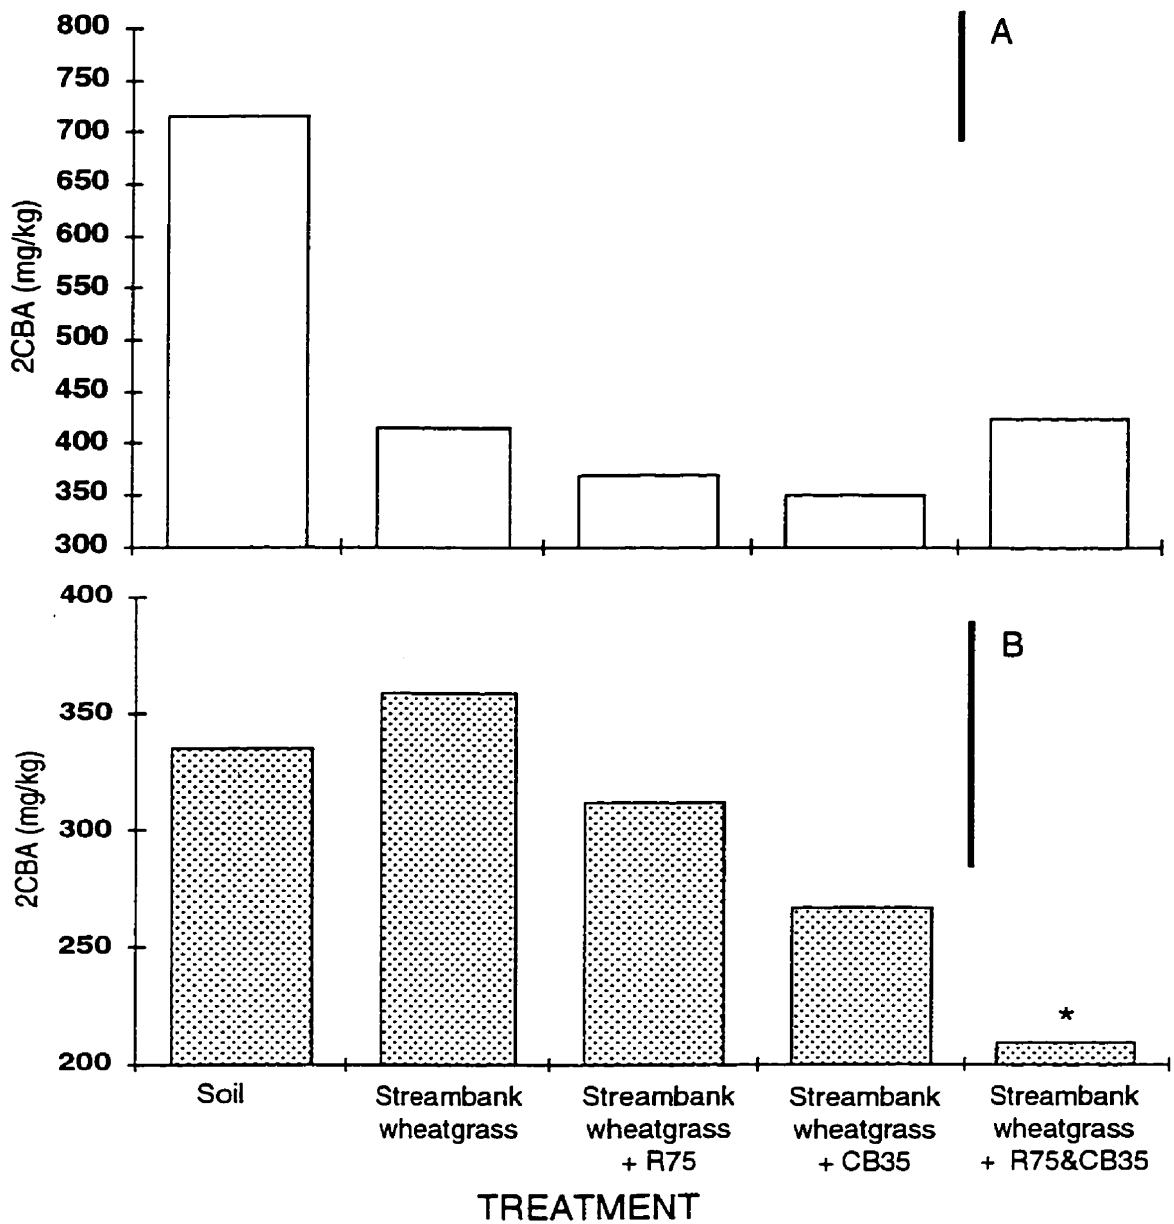 A
800
750
700
650
600
550
500
450
400
350
300
2CBA (mg/kg)
B
400
350
300
250
200
2CBA (mg/kg)
*
Soil
Streambank
wheatgrass
Streambank
wheatgrass
+ R75
Streambank
wheatgrass
+ CB35
Streambank
wheatgrass
+ R75&CB35
TREATMENT